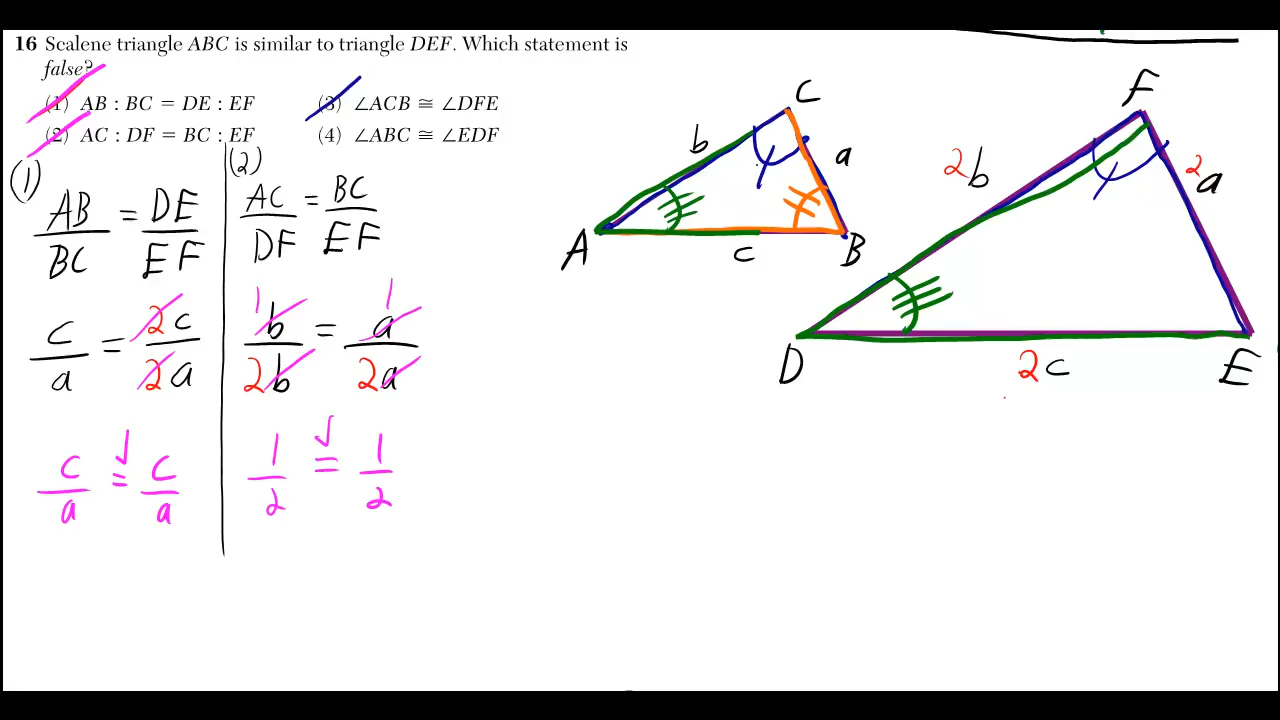 16 Scalene triangle ABC is similar to triangle DEF. Which statement is
false?
(1) AB : BC = DE : EF
(3) ∠ACB ≅ ∠DFE
(2) AC : DF = BC : EF
(4) ∠ABC ≅ ∠EDF
(1)
AB/BC = DE/EF
c/a = 2c/2a
c/a = c/a
(2)
AC/DF = BC/EF
1 1
b/2b = a/2a
1/2 = 1/2
C
b
a
A
c
B
F
2b
2a
D
2c
E